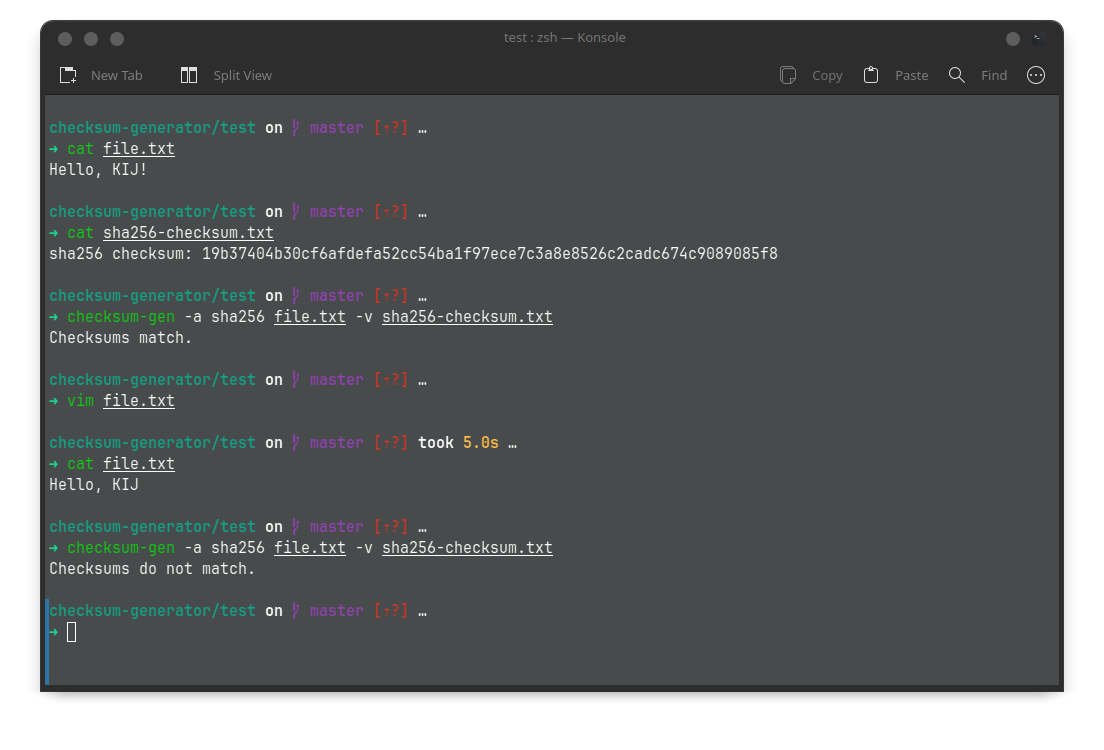 test : zsh — Konsole
New Tab Split View Copy Paste Find
checksum-generator/test on master [⇡?] …
➜ cat file.txt
Hello, KIJ!
checksum-generator/test on master [⇡?] …
➜ cat sha256-checksum.txt
sha256 checksum: 19b37404b30cf6afdefa52cc54ba1f97ece7c3a8e8526c2cadc674c9089085f8
checksum-generator/test on master [⇡?] …
➜ checksum-gen -a sha256 file.txt -v sha256-checksum.txt
Checksums match.
checksum-generator/test on master [⇡?] …
➜ vim file.txt
checksum-generator/test on master [⇡?] took 5.0s …
➜ cat file.txt
Hello, KIJ
checksum-generator/test on master [⇡?] …
➜ checksum-gen -a sha256 file.txt -v sha256-checksum.txt
Checksums do not match.
checksum-generator/test on master [⇡?] …
➜